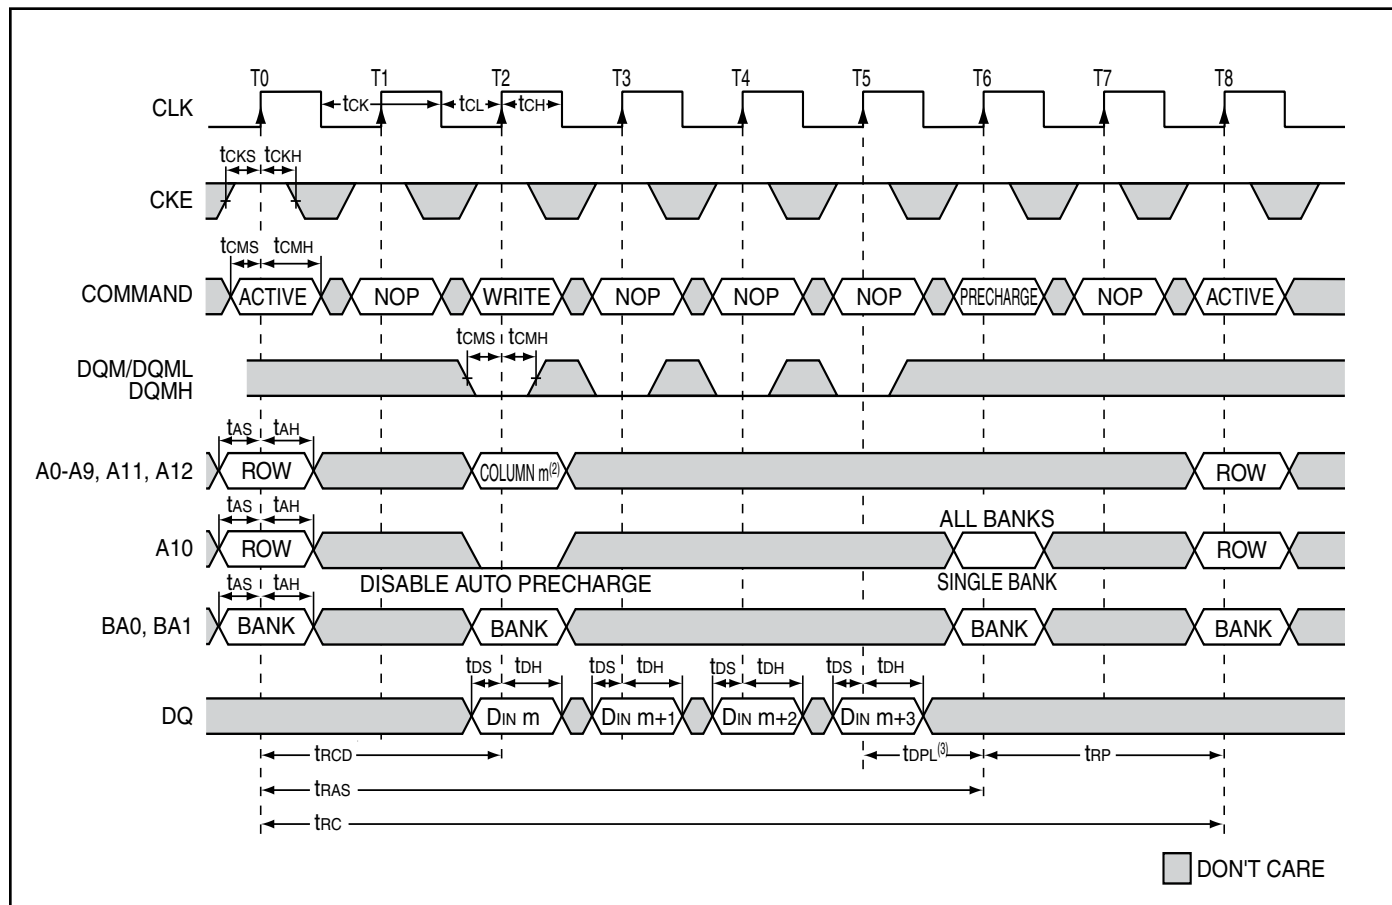 T0 T1 T2 T3 T4 T5 T6 T7 T8
CLK tCK tCL tCH
tCKS tCKH
CKE
tCMS tCMH
COMMAND ACTIVE NOP WRITE NOP NOP NOP PRECHARGE NOP ACTIVE
tCMS tCMH
DQM/DQML
DQMH
tAS tAH
A0-A9, A11, A12 ROW COLUMN m(2) ROW
tAS tAH ALL BANKS
A10 ROW ROW
DISABLE AUTO PRECHARGE SINGLE BANK
tAS tAH
BA0, BA1 BANK BANK BANK BANK
tDS tDH tDS tDH tDS tDH tDS tDH
DQ DIN m DIN m+1 DIN m+2 DIN m+3
tRCD tDPL(3) tRP
tRAS
tRC
DON'T CARE